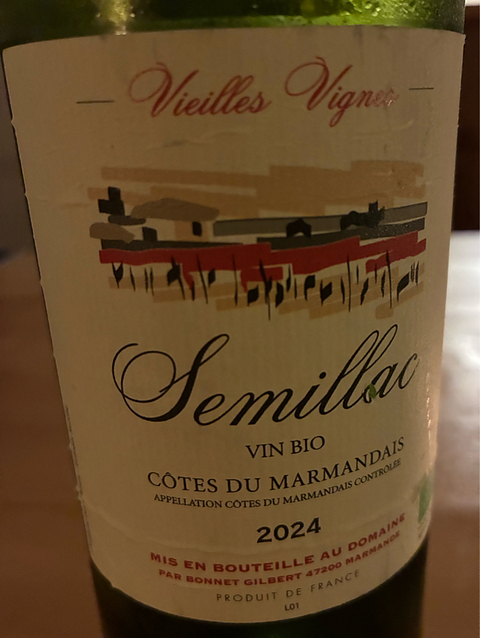 Vieilles Vignes
Semillac
VIN BIO
CÔTES DU MARMANDAIS
APPELLATION CÔTES DU MARMANDAIS CONTRÔLÉE
2024
MIS EN BOUTEILLE AU DOMAINE
PAR BONNET GILBERT 47200 MARMANDE
PRODUIT DE FRANCE
L01